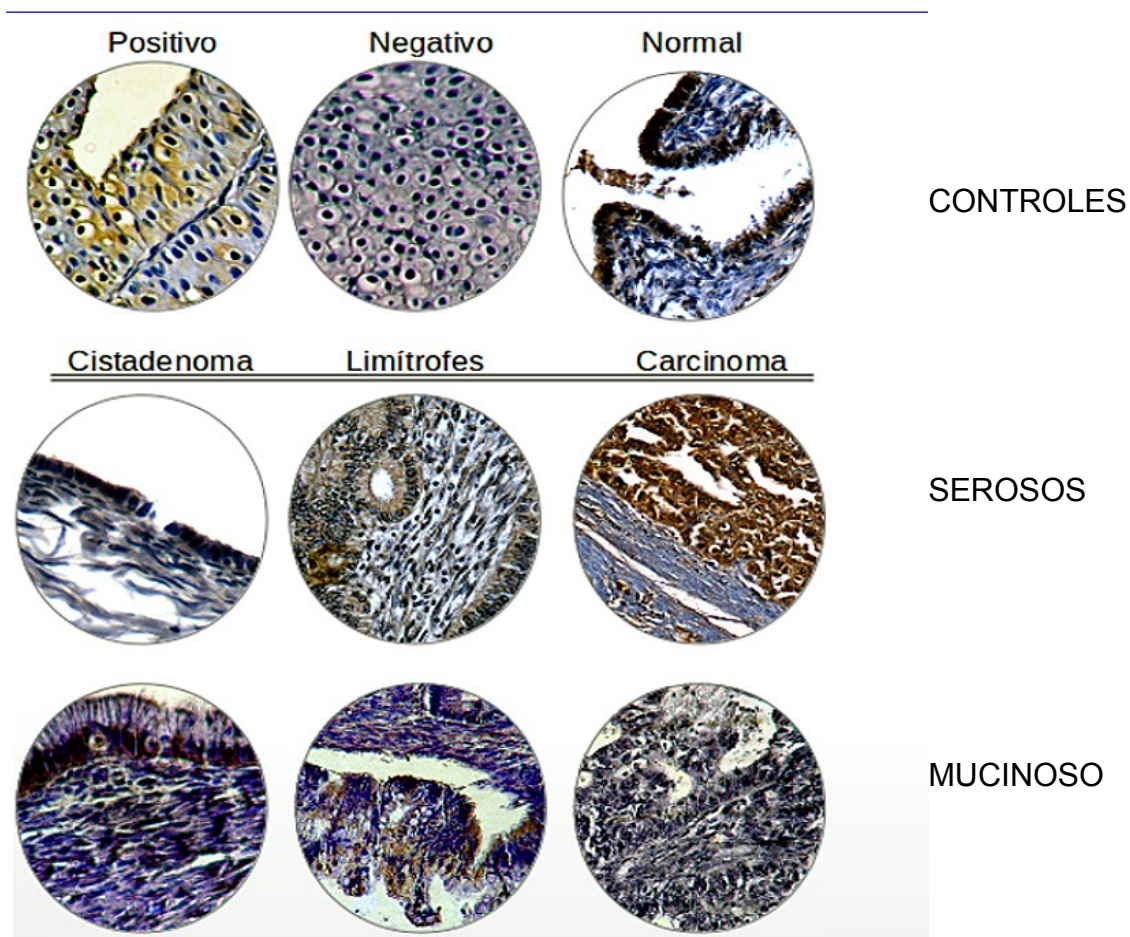 Positivo Negativo Normal
CONTROLES
Cistadenoma Limítrofes Carcinoma
SEROSOS
MUCINOSO